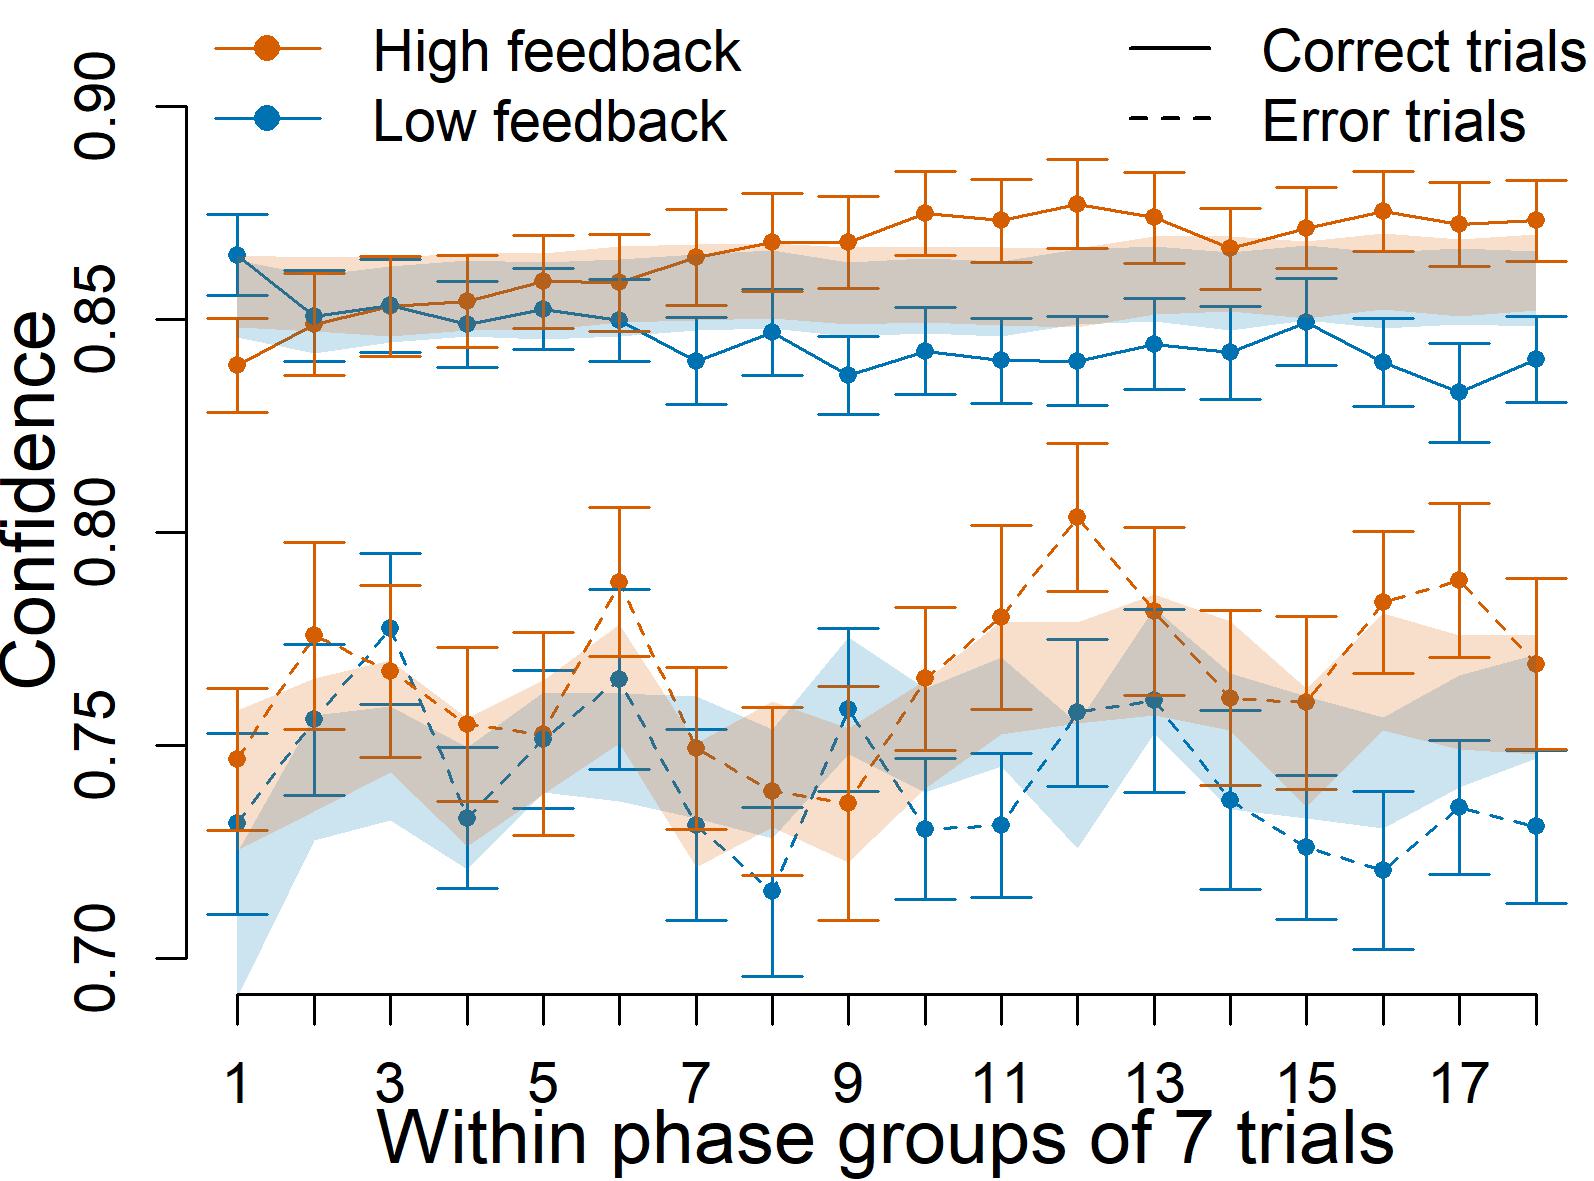 High feedback
Low feedback
Correct trials
Error trials
Confidence
0.90
0.85
0.80
0.75
0.70
1 3 5 7 9 11 13 15 17
Within phase groups of 7 trials